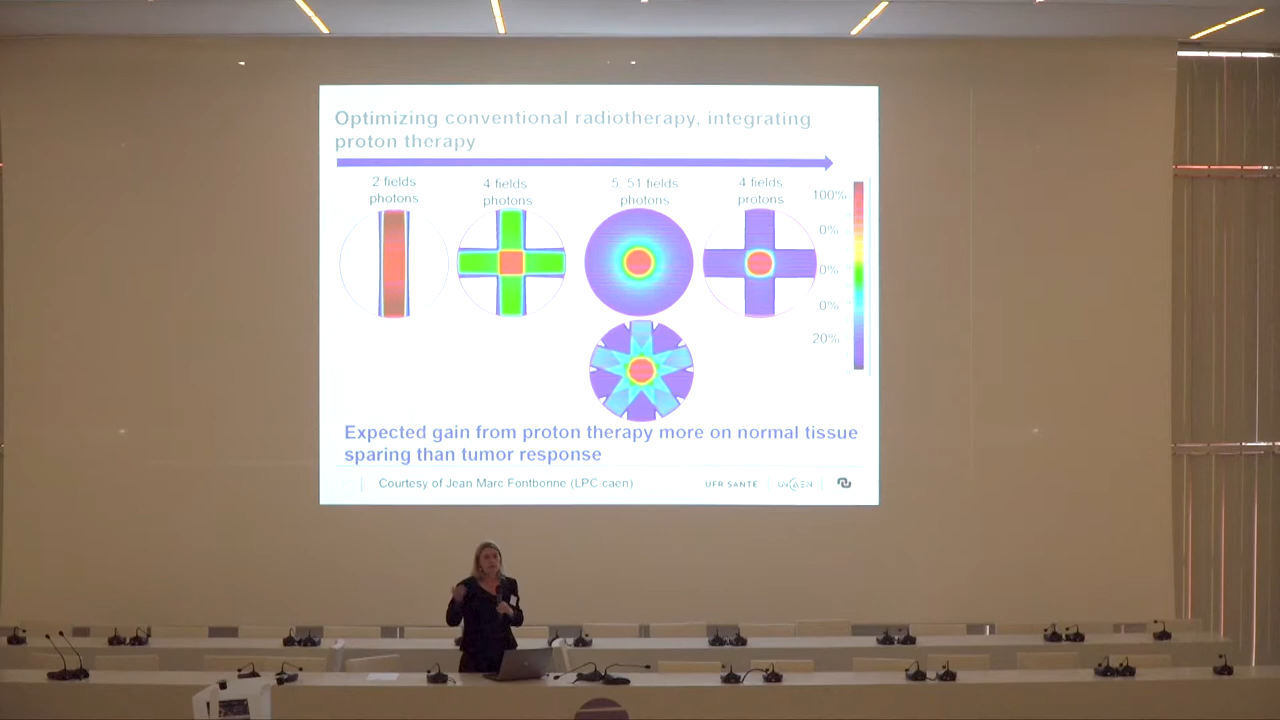 Optimizing conventional radiotherapy, integrating
proton therapy
2 fields
photons
4 fields
photons
5, 51 fields
photons
4 fields
protons
100%
0%
0%
0%
20%
Expected gain from proton therapy more on normal tissue
sparing than tumor response
Courtesy of Jean Marc Fontbonne (LPC caen)
UFR SANTE